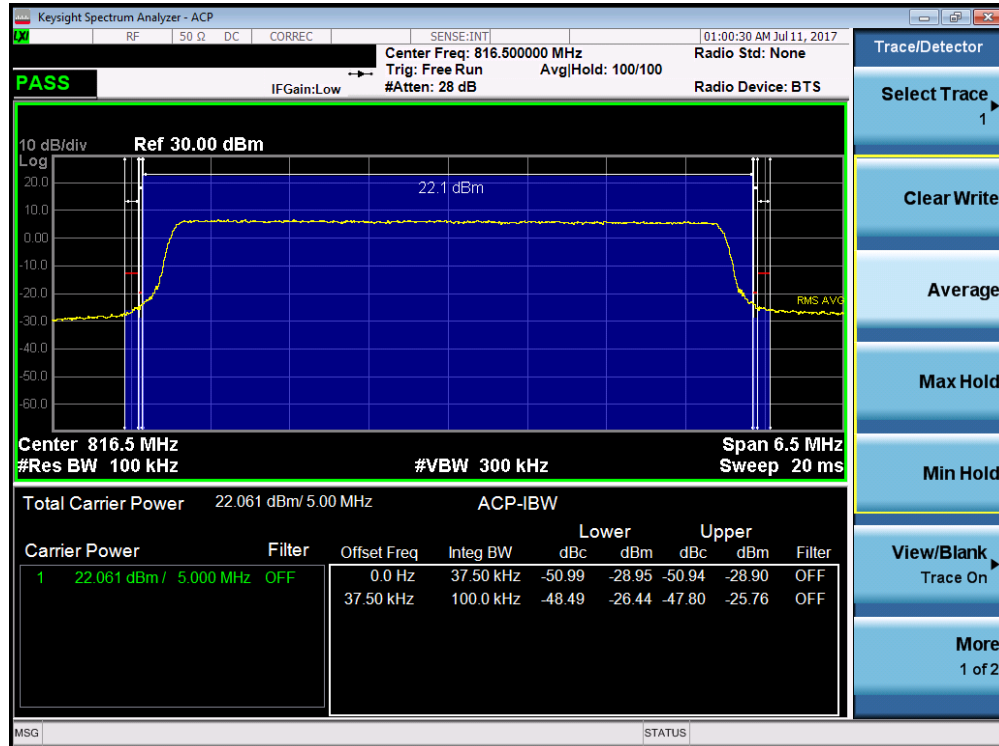 Keysight Spectrum Analyzer - ACP
LXI RF 50 Ω DC CORREC SENSE:INT 01:00:30 AM Jul 11, 2017
Center Freq: 816.500000 MHz Radio Std: None
Trig: Free Run Avg|Hold: 100/100
PASS IFGain:Low #Atten: 28 dB Radio Device: BTS
10 dB/div Ref 30.00 dBm
Log
20.0
22.1 dBm
10.0
0.00
-10.0
-20.0
RMS AVG
-30.0
-40.0
-50.0
-60.0
Center 816.5 MHz Span 6.5 MHz
#Res BW 100 kHz #VBW 300 kHz Sweep 20 ms
Total Carrier Power 22.061 dBm/ 5.00 MHz ACP-IBW
Lower Upper
Carrier Power Filter Offset Freq Integ BW dBc dBm dBc dBm Filter
1 22.061 dBm / 5.000 MHz OFF 0.0 Hz 37.50 kHz -50.99 -28.95 -50.94 -28.90 OFF
37.50 kHz 100.0 kHz -48.49 -26.44 -47.80 -25.76 OFF
MSG STATUS
Trace/Detector
Select Trace
1
Clear Write
Average
Max Hold
Min Hold
View/Blank
Trace On
More
1 of 2